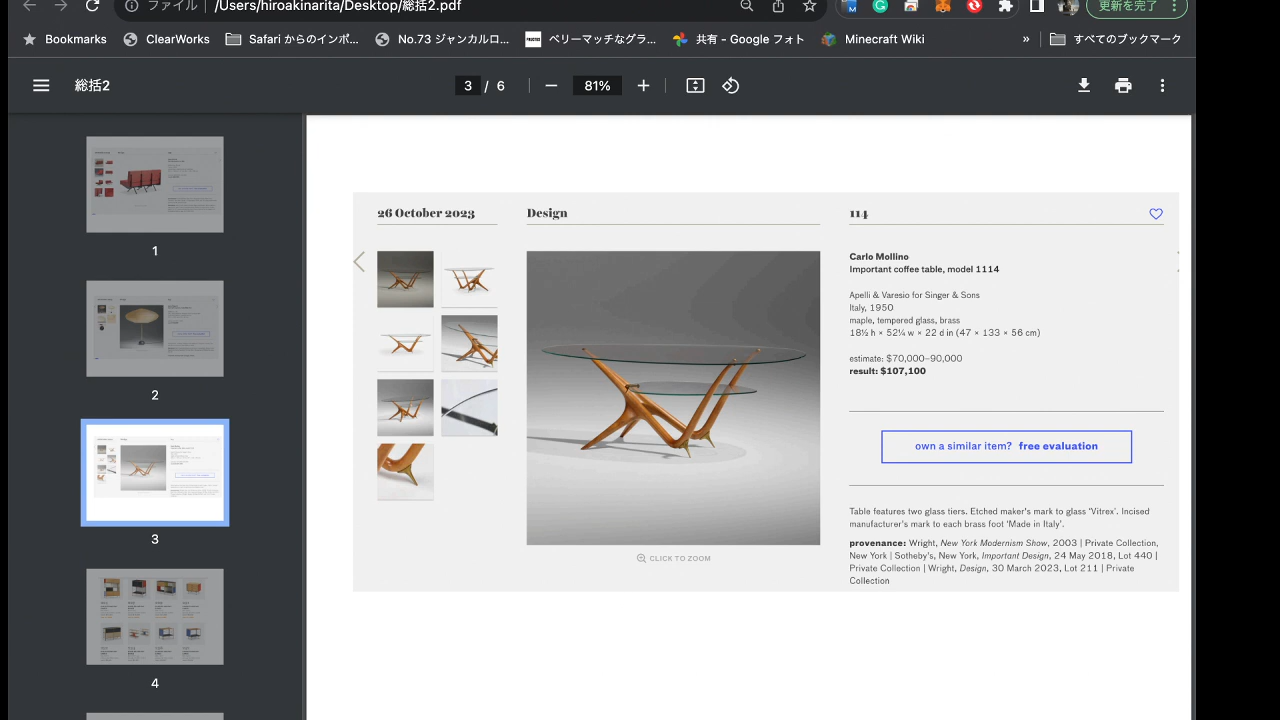 ファイル | /Users/hiroakinarita/Desktop/総括2.pdf
更新を完了
Bookmarks ClearWorks Safari からのインポ... No.73 ジャンカルロ... ベリーマッチなグラ... 共有 - Google フォト Minecraft Wiki » すべてのブックマーク
総括2 3 / 6 81%
1
2
3
4
26 October 2023
Design
CLICK TO ZOOM
114
Carlo Mollino
Important coffee table, model 1114
Apelli & Varesio for Singer & Sons
Italy, 1950
maple, tempered glass, brass
18½ h × 52¼ w × 22 d in (47 × 133 × 56 cm)
estimate: $70,000–90,000
result: $107,100
own a similar item? free evaluation
Table features two glass tiers. Etched maker's mark to glass 'Vitrex'. Incised
manufacturer's mark to each brass foot 'Made in Italy'.
provenance: Wright, New York Modernism Show, 2003 | Private Collection,
New York | Sotheby's, New York, Important Design, 24 May 2018, Lot 440 |
Private Collection | Wright, Design, 30 March 2023, Lot 211 | Private
Collection